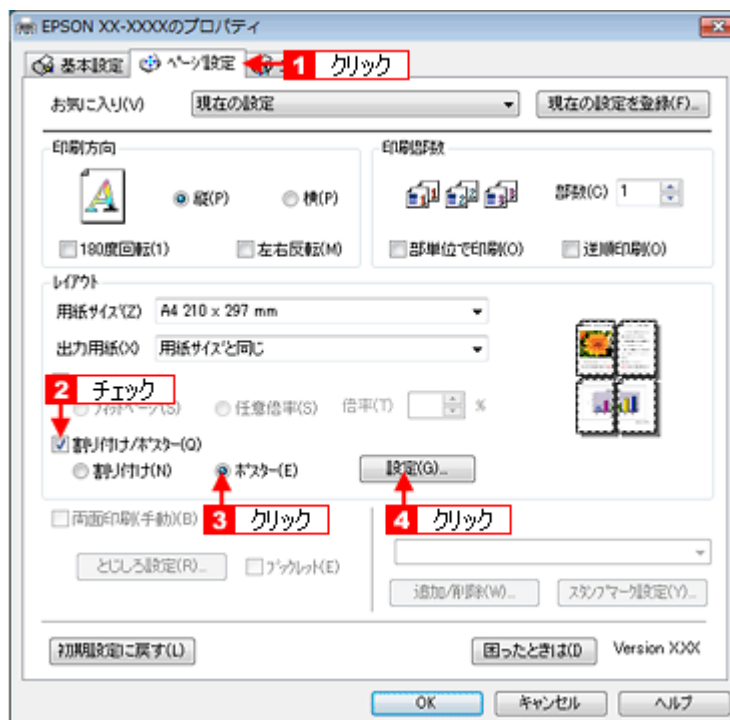 EPSON XX-XXXXのプロパティ
基本設定 ページ設定 1 クリック
お気に入り(V) 現在の設定 現在の設定を登録(F)...
印刷方向 印刷部数
縦(P) 横(P) 部数(C) 1
180度回転(1) 左右反転(M) 部単位で印刷(O) 逆順印刷(O)
レイアウト
用紙サイズ(Z) A4 210 x 297 mm
出力用紙(X) 用紙サイズと同じ
2 チェック
フィットページ(S) 任意倍率(S) 倍率(T) %
割り付け/ポスター(Q)
割り付け(N) ポスター(E) 設定(G)...
3 クリック 4 クリック
両面印刷(手動)(B)
とじしろ設定(R)... ブックレット(E)
追加/削除(W)... スタンプマーク設定(Y)...
初期設定に戻す(L) 困ったときは(I) Version X.XX
OK キャンセル ヘルプ